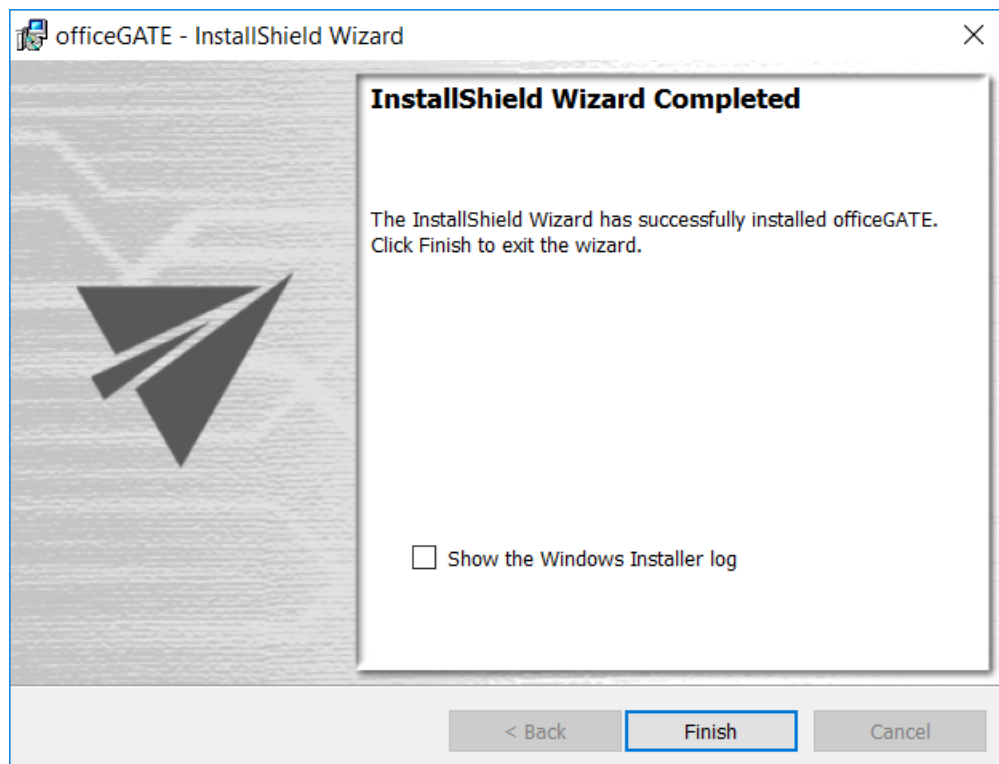 officeGATE - InstallShield Wizard
InstallShield Wizard Completed
The InstallShield Wizard has successfully installed officeGATE.
Click Finish to exit the wizard.
Show the Windows Installer log
< Back
Finish
Cancel